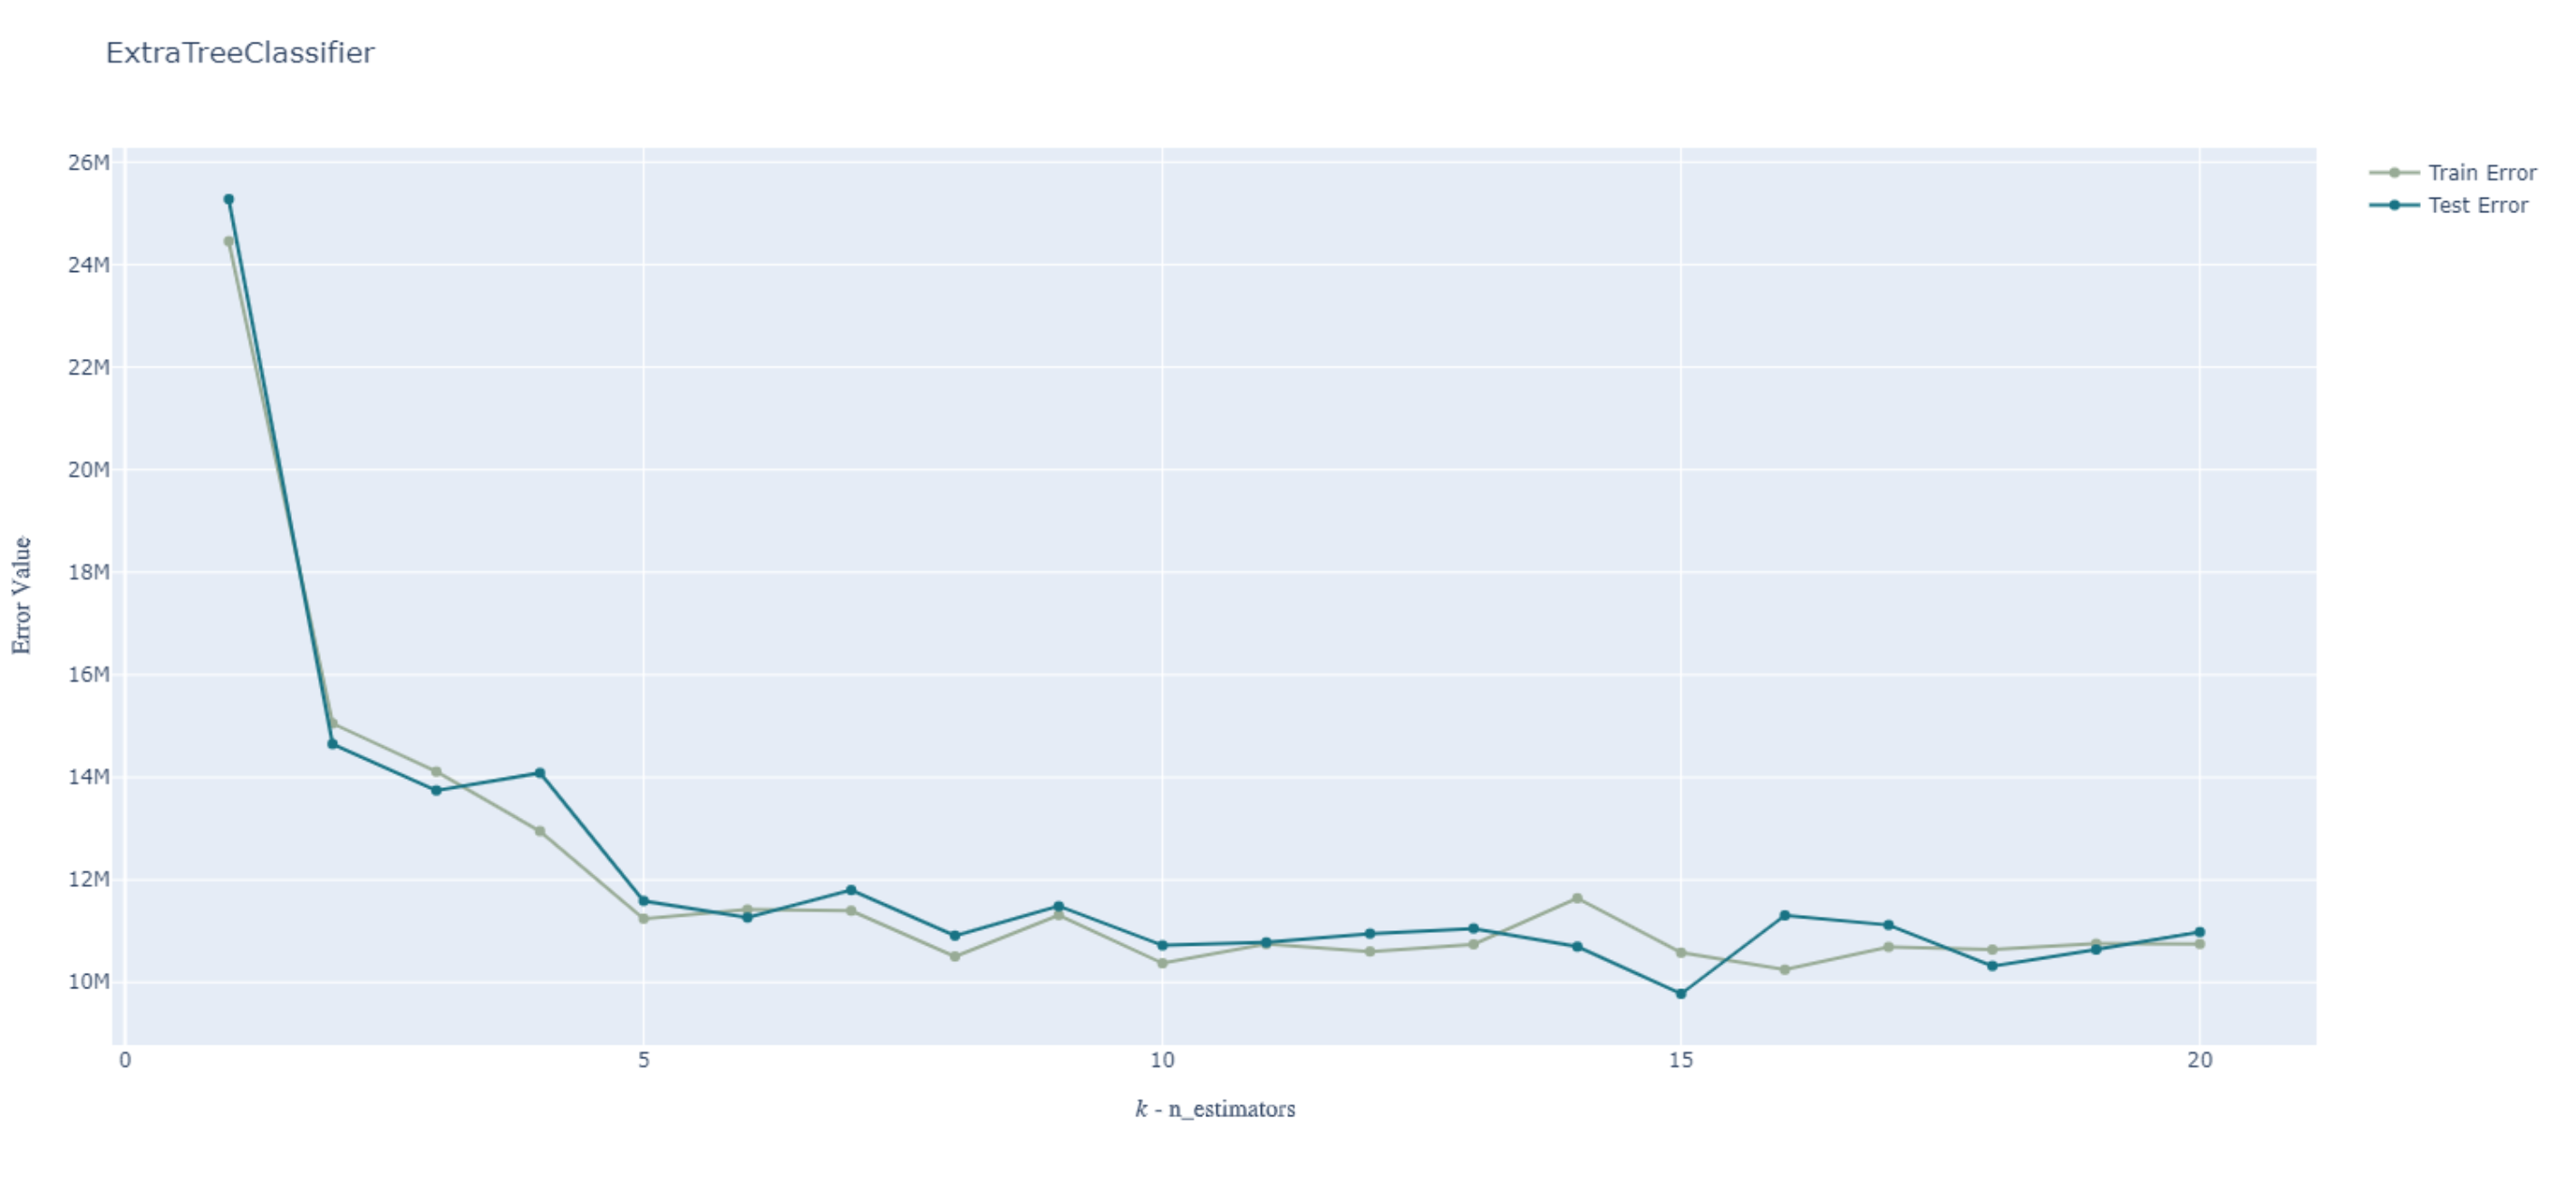 ExtraTreeClassifier
Train Error
Test Error
Error Value
26M
24M
22M
20M
18M
16M
14M
12M
10M
0 5 10 15 20
k - n_estimators